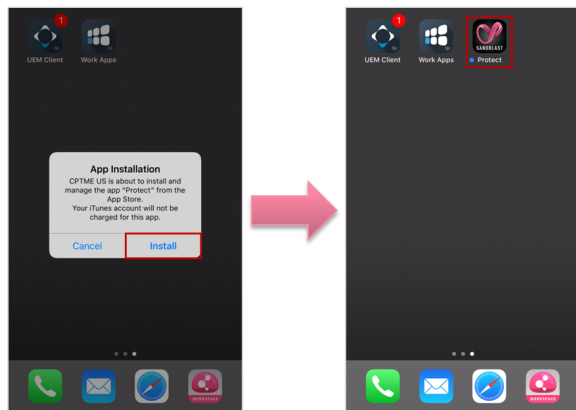 1
UEM Client
Work Apps
App Installation
CPTME US is about to install and
manage the app "Protect" from the
App Store.
Your iTunes account will not be
charged for this app.
Cancel
Install
WORKSPACE
1
SANDBLAST
UEM Client
Work Apps
Protect
WORKSPACE